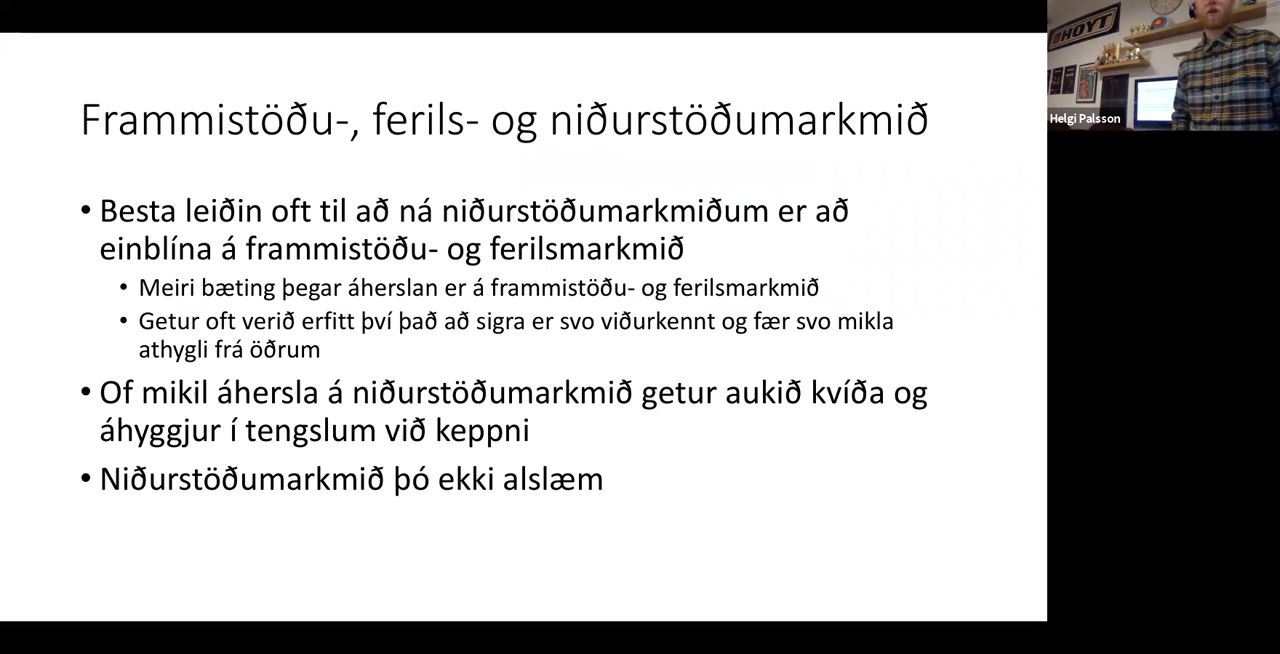 Frammistöðu-, ferils- og niðurstöðumarkmið
• Besta leiðin oft til að ná niðurstöðumarkmiðum er að
einblína á frammistöðu- og ferilsmarkmið
• Meiri bæting þegar áherslan er á frammistöðu- og ferilsmarkmið
• Getur oft verið erfitt því það að sigra er svo viðurkennt og fær svo mikla
athygli frá öðrum
• Of mikil áhersla á niðurstöðumarkmið getur aukið kvíða og
áhyggjur í tengslum við keppni
• Niðurstöðumarkmið þó ekki alslæm
HOYT
Helgi Palsson